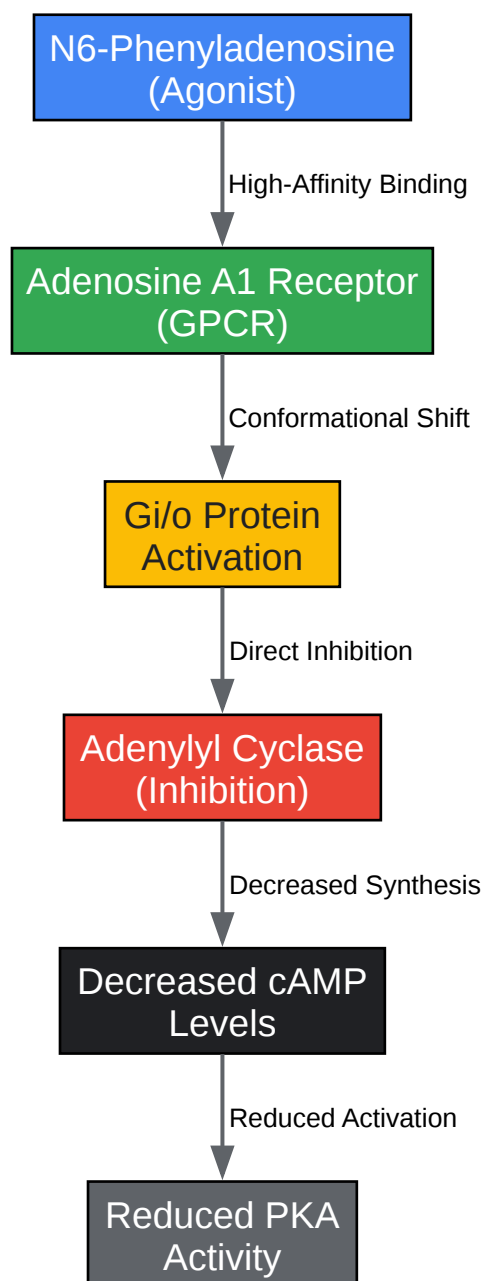 N6-Phenyladenosine
(Agonist)
High-Affinity Binding
Adenosine A1 Receptor
(GPCR)
Conformational Shift
Gi/o Protein
Activation
Direct Inhibition
Adenylyl Cyclase
(Inhibition)
Decreased Synthesis
Decreased cAMP
Levels
Reduced Activation
Reduced PKA
Activity